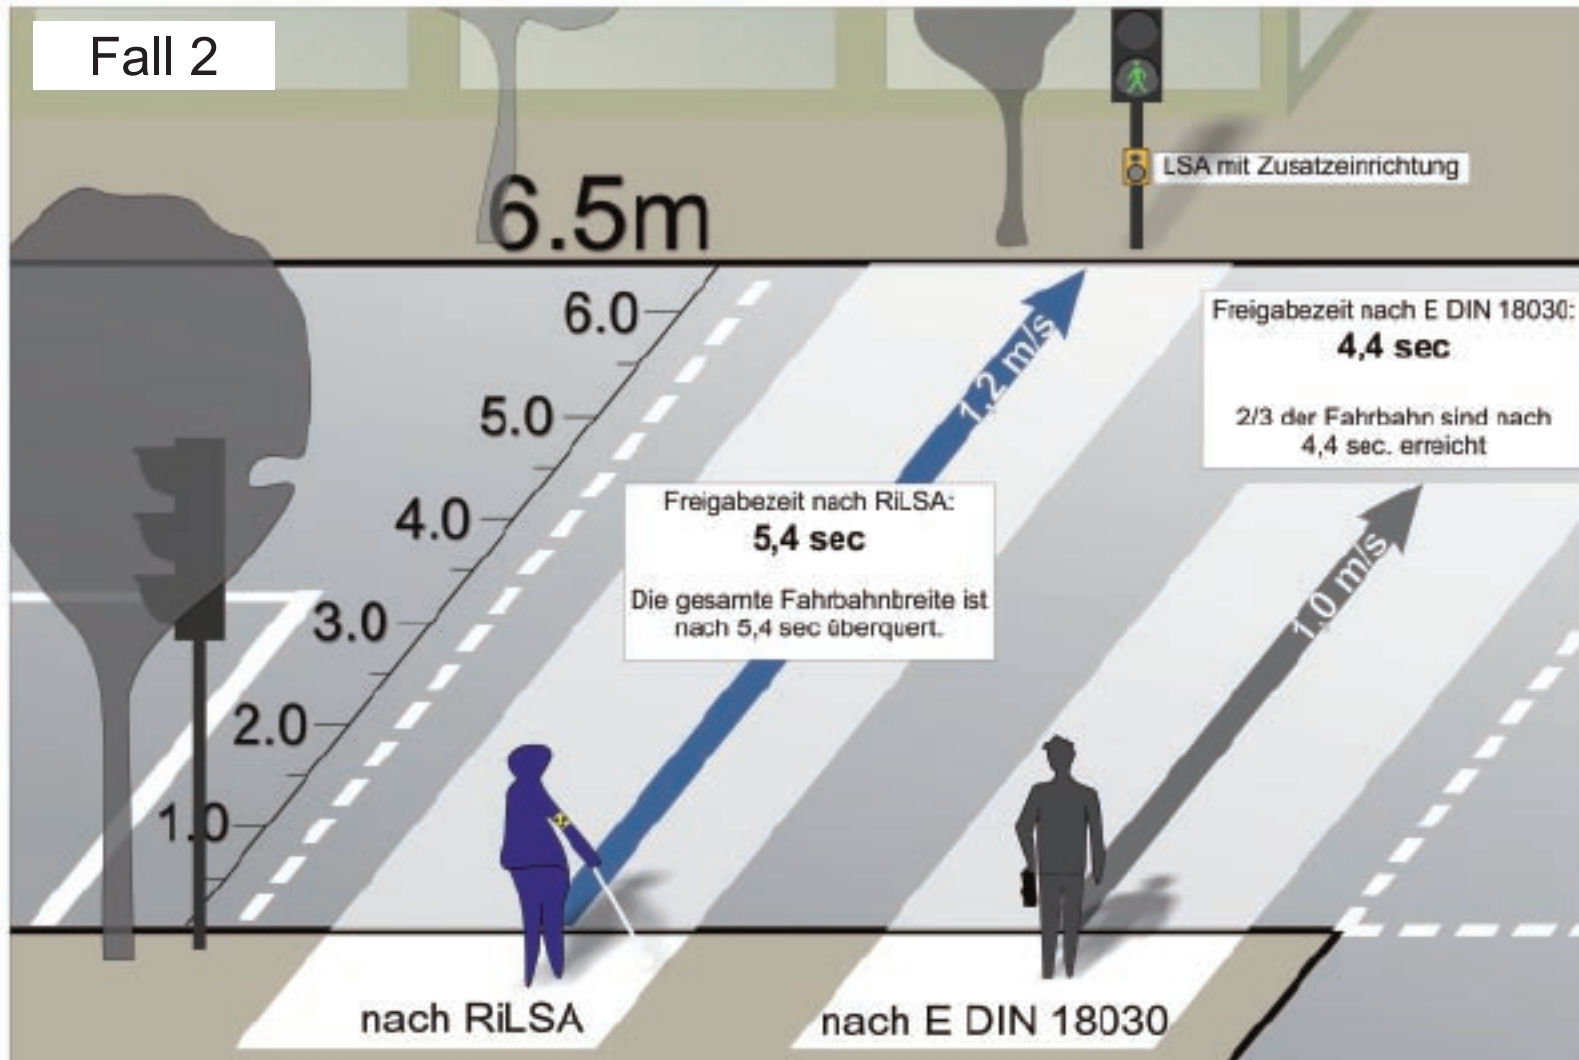 Fall 2
LSA mit Zusatzeinrichtung
6.5m
6.0
5.0
4.0
3.0
2.0
1.0
1,2 m/s
Freigabezeit nach E DIN 18030:
4,4 sec
2/3 der Fahrbahn sind nach
4,4 sec. erreicht
Freigabezeit nach RiLSA:
5,4 sec
Die gesamte Fahrbahnbreite ist
nach 5,4 sec überquert.
1,0 m/s
nach RiLSA
nach E DIN 18030